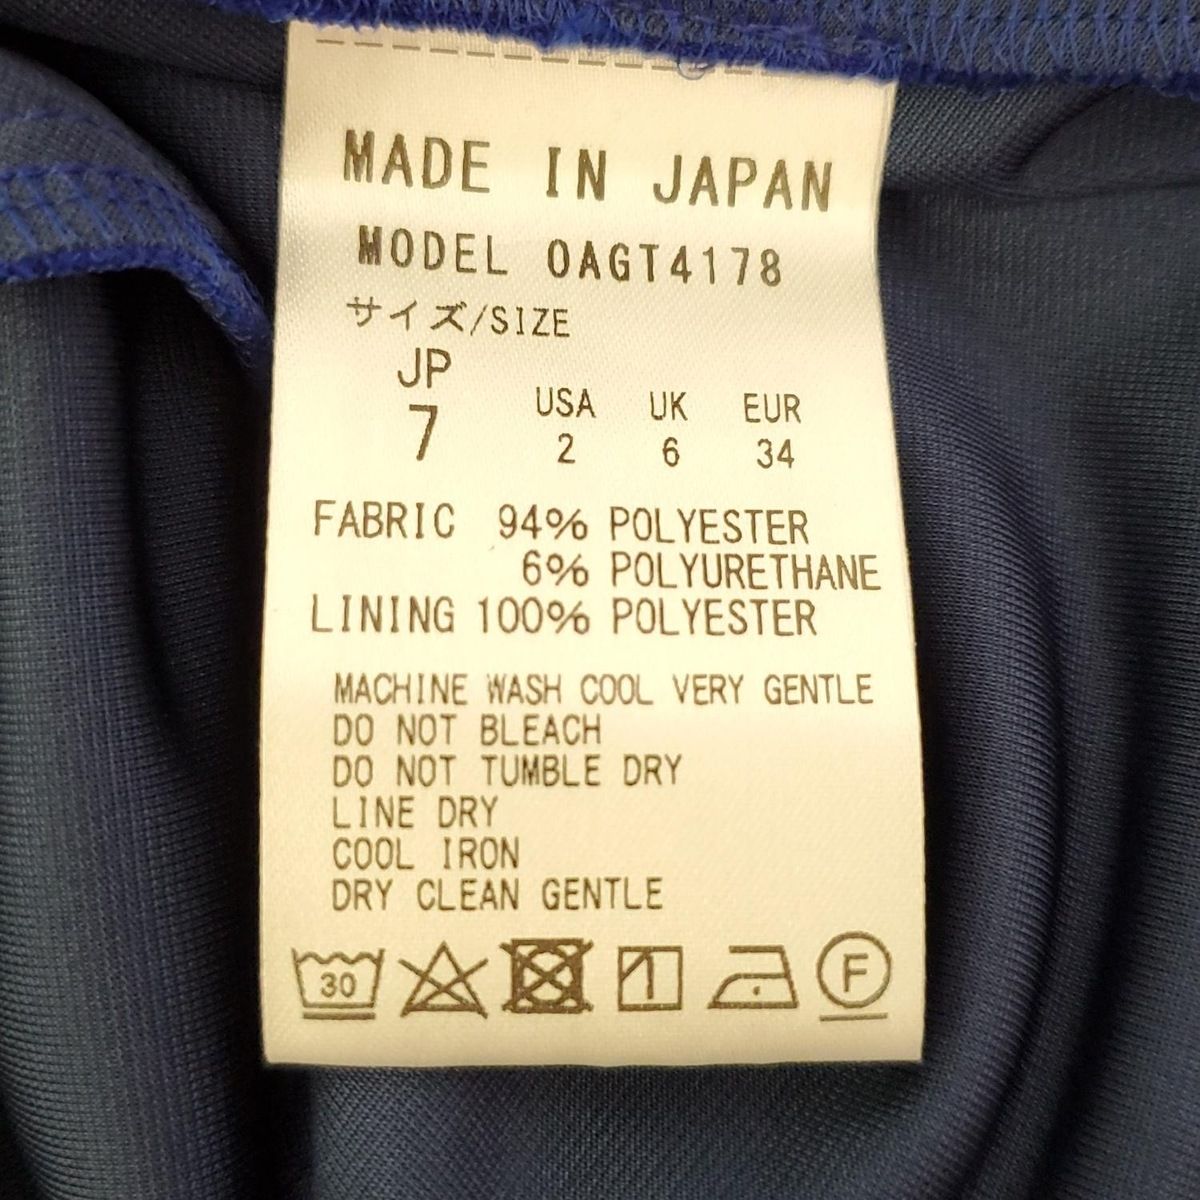 MADE IN JAPAN
MODEL OAGT4178
サイズ/SIZE
JP USA UK EUR
7 2 6 34
FABRIC 94% POLYESTER
6% POLYURETHANE
LINING 100% POLYESTER
MACHINE WASH COOL VERY GENTLE
DO NOT BLEACH
DO NOT TUMBLE DRY
LINE DRY
COOL IRON
DRY CLEAN GENTLE
30 F